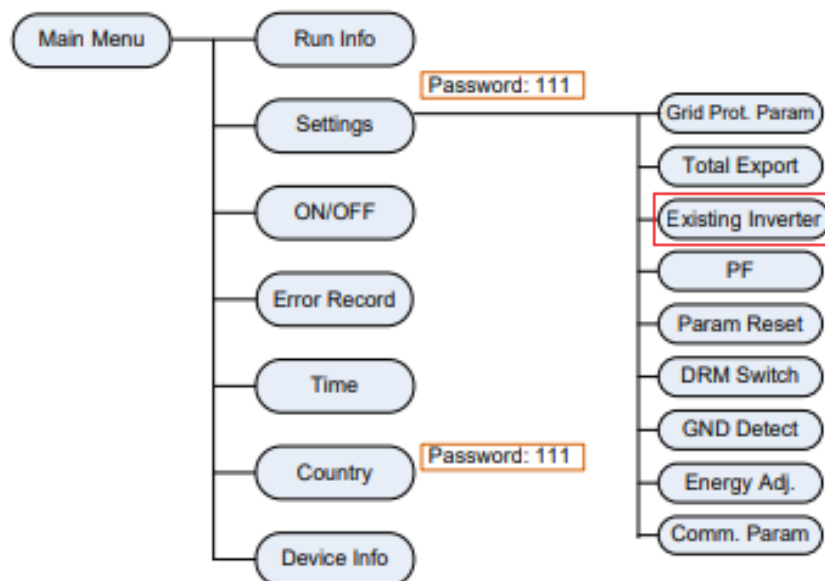 Main Menu
Run Info
Settings
ON/OFF
Error Record
Time
Country
Device Info
Password: 111
Password: 111
Grid Prot. Param
Total Export
Existing Inverter
PF
Param Reset
DRM Switch
GND Detect
Energy Adj.
Comm. Param